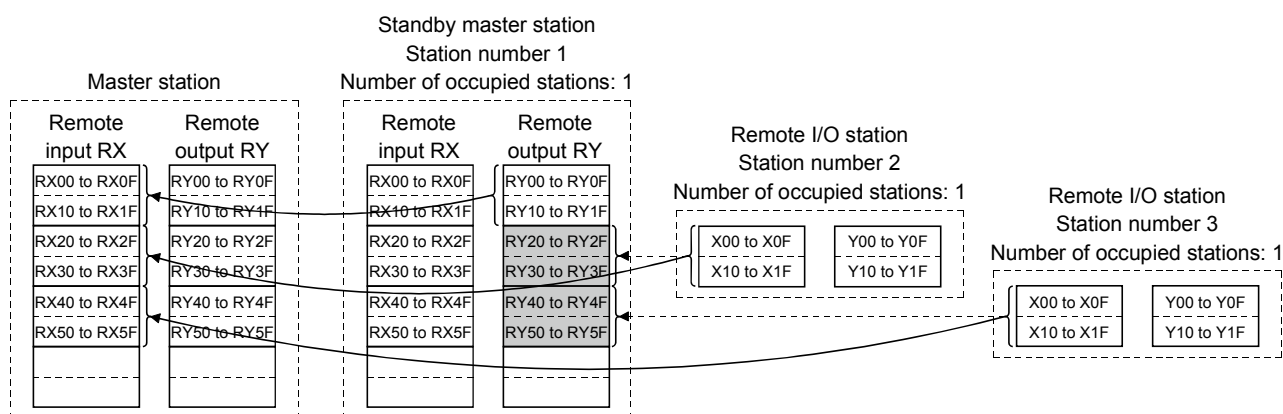 Standby master station
Station number 1
Number of occupied stations: 1
Master station
Remote input RX
Remote output RY
RX00 to RX0F
RY00 to RY0F
RX10 to RX1F
RY10 to RY1F
RX20 to RX2F
RY20 to RY2F
RX30 to RX3F
RY30 to RY3F
RX40 to RX4F
RY40 to RY4F
RX50 to RX5F
RY50 to RY5F
Remote input RX
Remote output RY
RX00 to RX0F
RY00 to RY0F
RX10 to RX1F
RY10 to RY1F
RX20 to RX2F
RY20 to RY2F
RX30 to RX3F
RY30 to RY3F
RX40 to RX4F
RY40 to RY4F
RX50 to RX5F
RY50 to RY5F
Remote I/O station
Station number 2
Number of occupied stations: 1
X00 to X0F
Y00 to Y0F
X10 to X1F
Y10 to Y1F
Remote I/O station
Station number 3
Number of occupied stations: 1
X00 to X0F
Y00 to Y0F
X10 to X1F
Y10 to Y1F